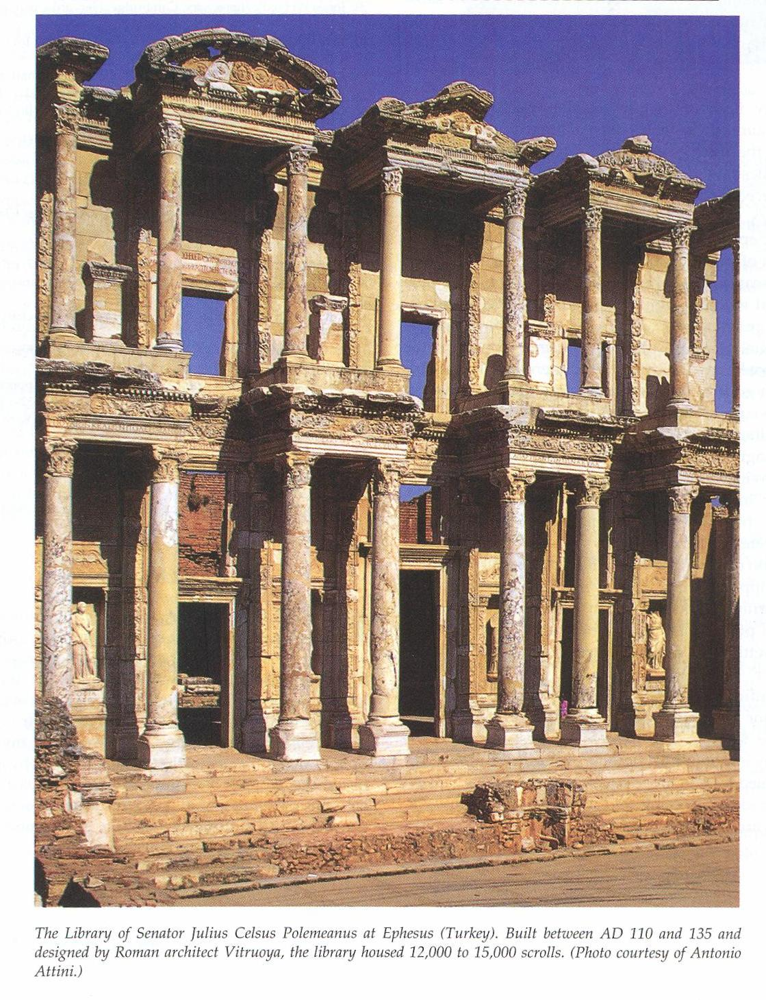 The Library of Senator Julius Celsus Polemeanus at Ephesus (Turkey). Built between AD 110 and 135 and
designed by Roman architect Vitruoya, the library housed 12,000 to 15,000 scrolls. (Photo courtesy of Antonio
Attini.)